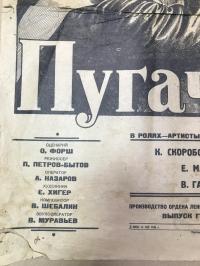 Пугач
В РОЛЯХ—АРТИСТЫ
СЦЕНАРИЙ
О. ФОРШ
РЕЖИССЕР
П. ПЕТРОВ-БЫТОВ
ОПЕРАТОР
А. НАЗАРОВ
ХУДОЖНИК
Е. ХИГЕР
КОМПОЗИТОР
В. ШЕБАЛИН
ЗВУКООПЕРАТОР
В. МУРАВЬЕВ
К. СКОРОБО
Е. М
В. ГА
ПРОИЗВОДСТВО ОРДЕНА ЛЕН
ВЫПУСК Г